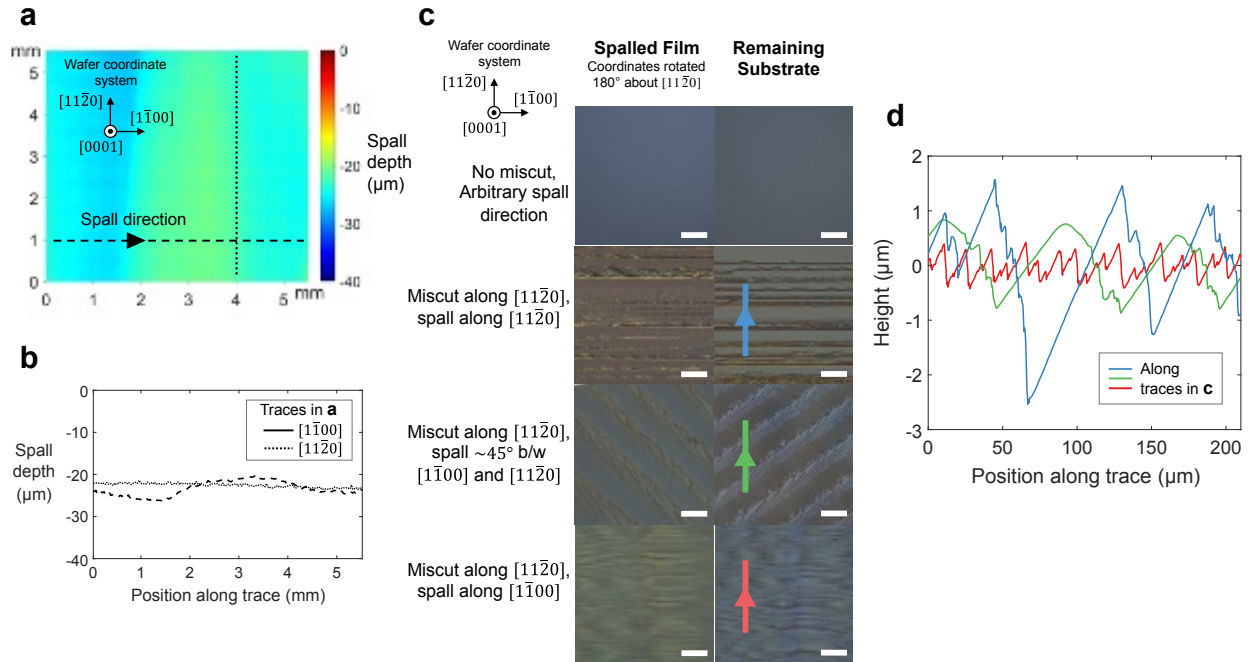 a
mm
5
4
3
2
1
0
0
1
2
3
4
5
mm
Wafer coordinate
system
[112̅0]
[11̅00]
[0001]
Spall direction
0
-10
-20
-30
-40
Spall
depth
(µm)
b
0
-10
-20
-30
-40
Spall
depth
(µm)
0
1
2
3
4
5
Position along trace (mm)
Traces in a
[11̅00]
[112̅0]
c
Wafer coordinate
system
[112̅0]
[11̅00]
[0001]
Spalled Film
Coordinates rotated
180° about [112̅0]
Remaining
Substrate
No miscut,
Arbitrary spall
direction
Miscut along [112̅0],
spall along [112̅0]
Miscut along [112̅0],
spall ~45° b/w
[11̅00] and [112̅0]
Miscut along [112̅0],
spall along [11̅00]
d
2
1
0
-1
-2
-3
Height (µm)
0
50
100
150
200
Position along trace (µm)
Along
traces in c